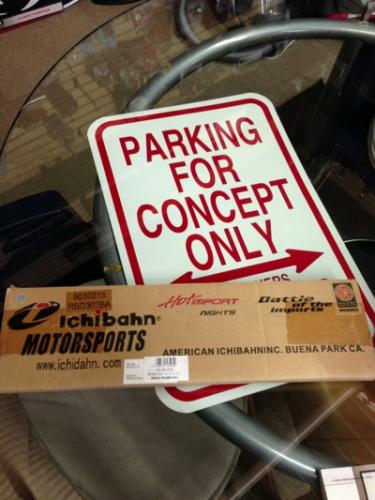 PARKING
FOR
CONCEPT
ONLY
9030215
Ichibahn
MOTORSPORTS
www.ichidahn.com
Hot IMPORT
NIGHTS
Battle
of the
Imports
MEMBER
AMERICAN ICHIBAHNINC. BUENA PARK CA.